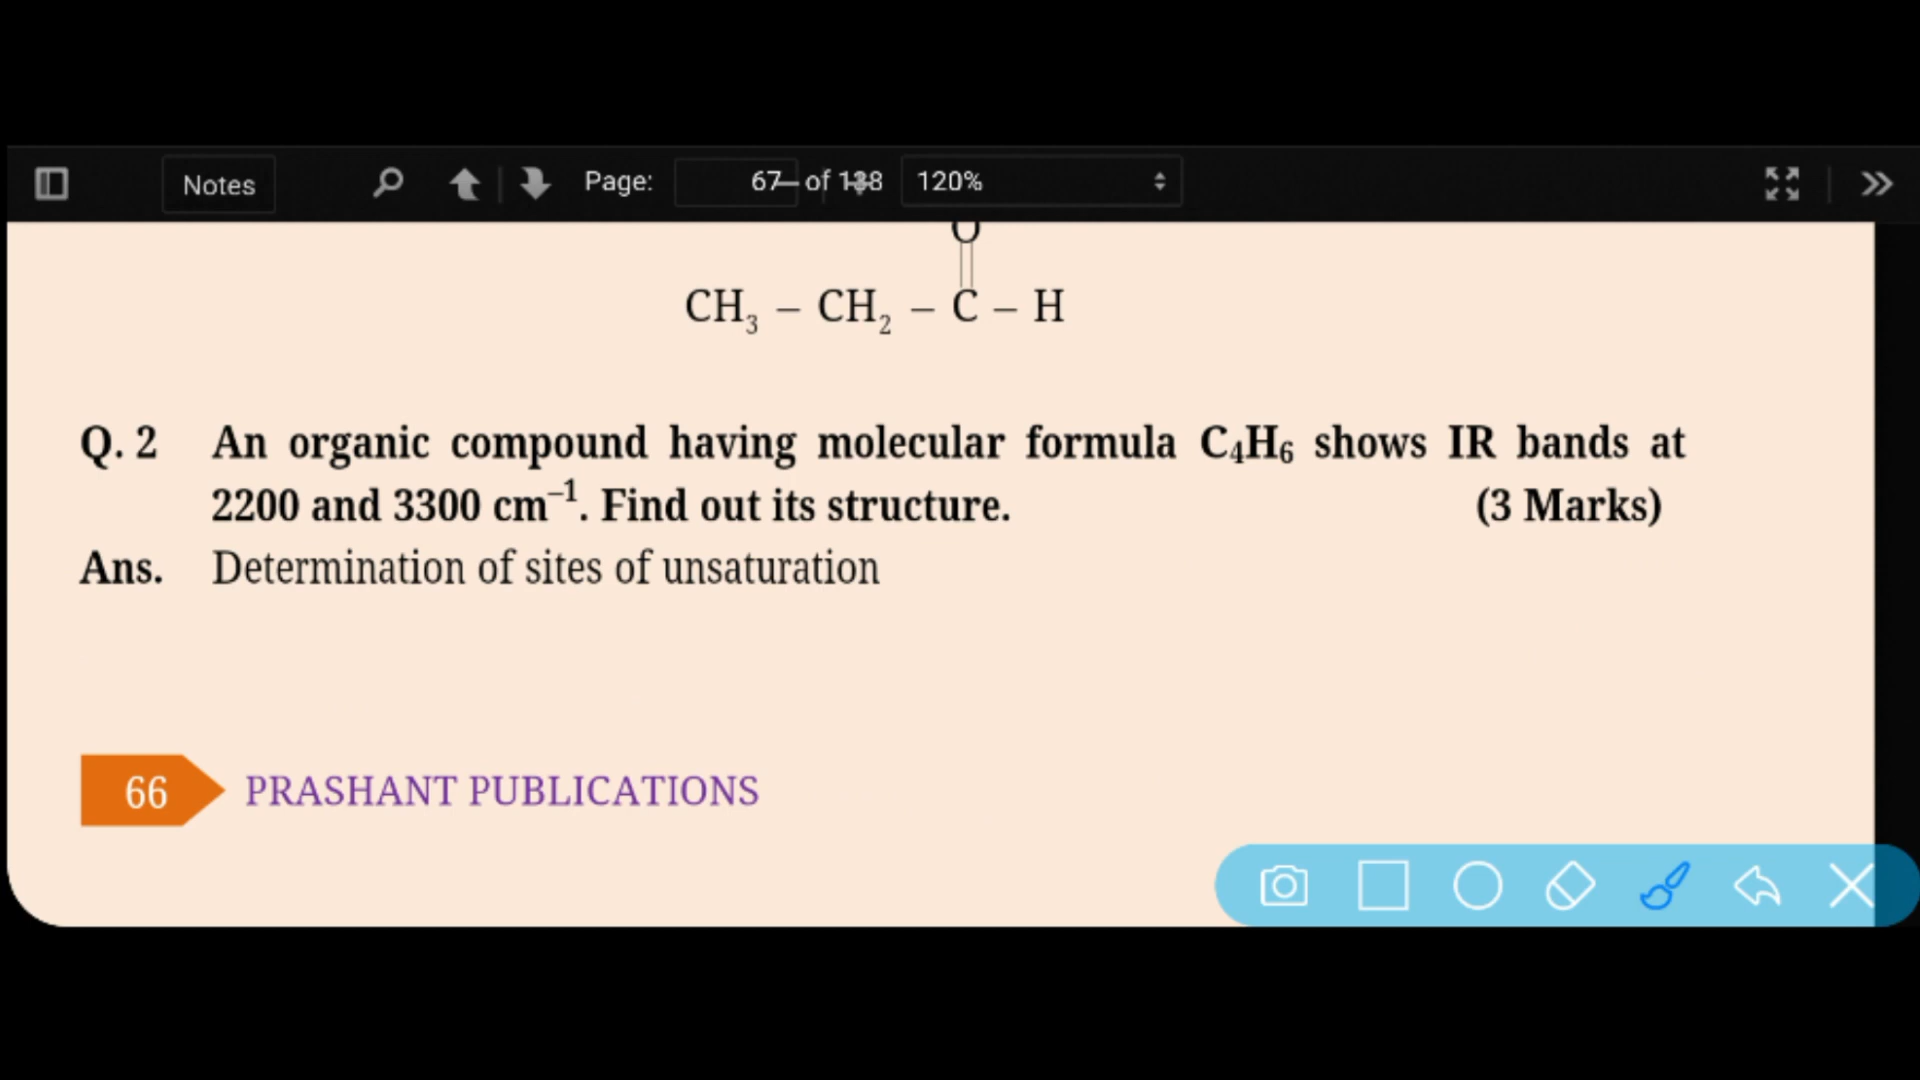 Notes
Page: 67 of 138 120%
O
CH₃ – CH₂ – C – H
Q. 2 An organic compound having molecular formula C₄H₆ shows IR bands at
2200 and 3300 cm⁻¹. Find out its structure. (3 Marks)
Ans. Determination of sites of unsaturation
66 PRASHANT PUBLICATIONS